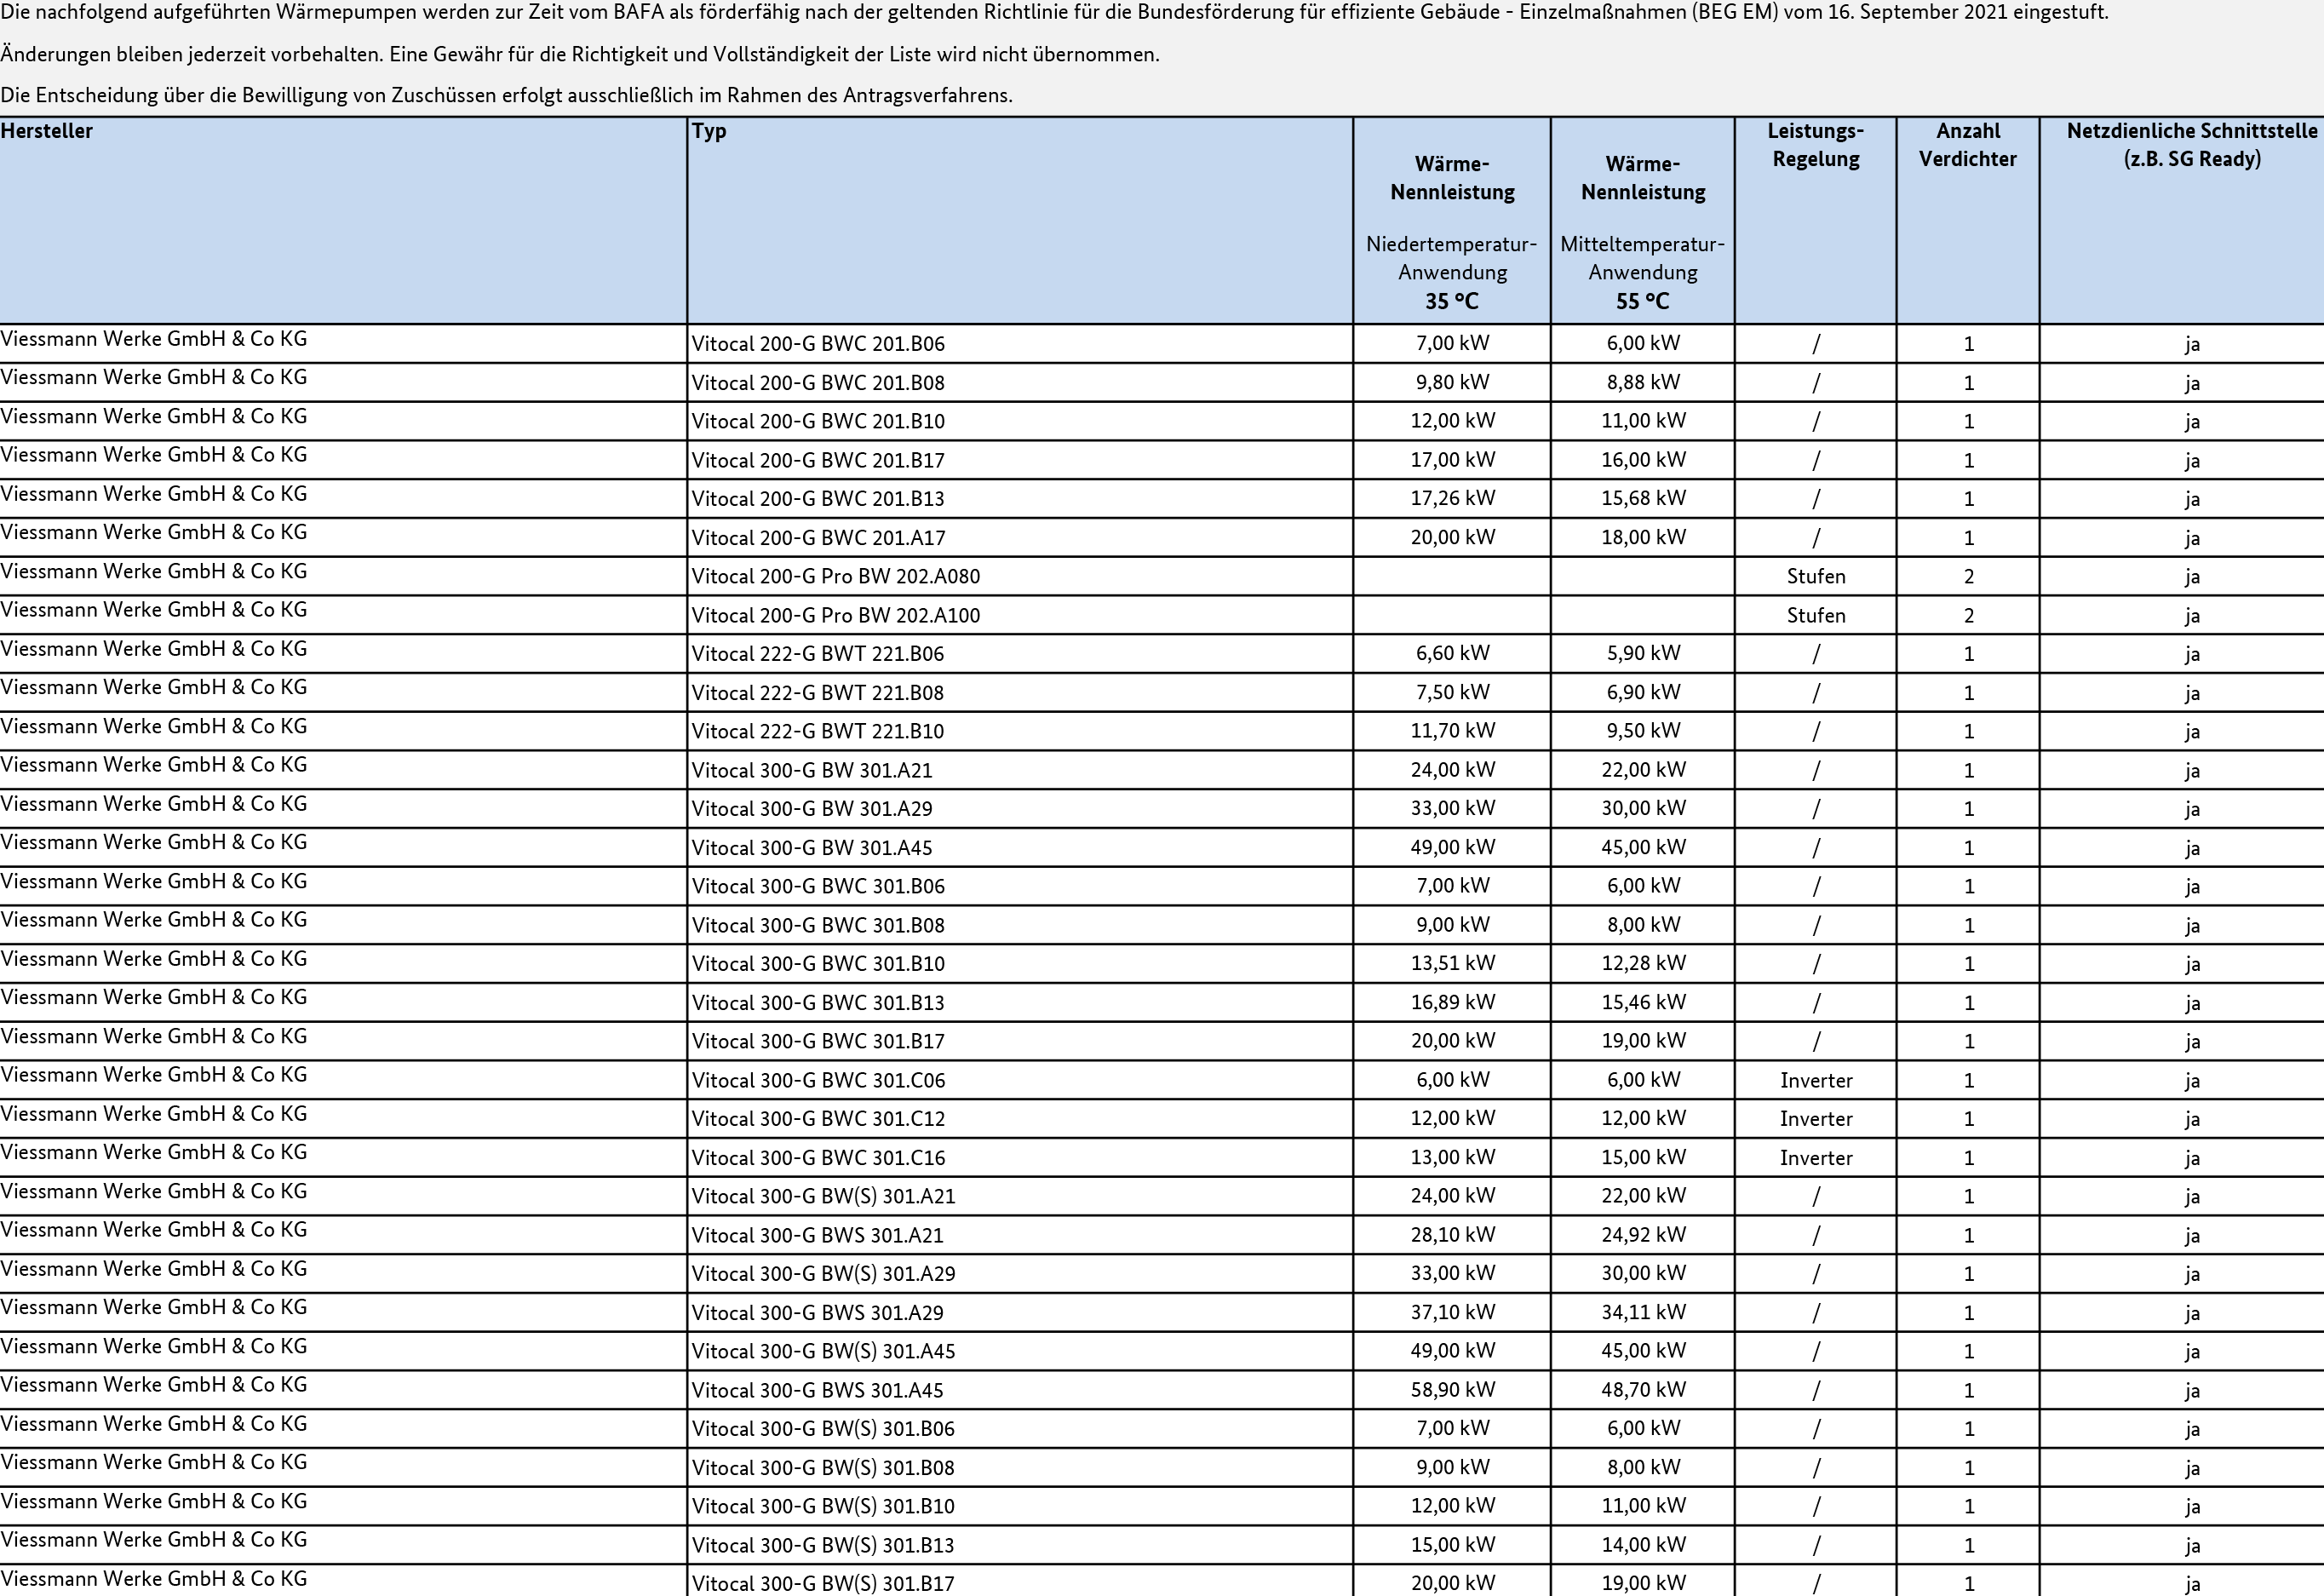 Die nachfolgend aufgeführten Wärmepumpen werden zur Zeit vom BAFA als förderfähig nach der geltenden Richtlinie für die Bundesförderung für effiziente Gebäude - Einzelmaßnahmen (BEG EM) vom 16. September 2021 eingestuft.
Änderungen bleiben jederzeit vorbehalten. Eine Gewähr für die Richtigkeit und Vollständigkeit der Liste wird nicht übernommen.
Die Entscheidung über die Bewilligung von Zuschüssen erfolgt ausschließlich im Rahmen des Antragsverfahrens.
Hersteller Typ Leistungs- Anzahl Netzdienliche Schnittstelle
Wärme- Wärme- Regelung Verdichter (z.B. SG Ready)
Nennleistung Nennleistung
Niedertemperatur- Mitteltemperatur-
Anwendung Anwendung
35 °C 55 °C
Viessmann Werke GmbH & Co KG Vitocal 200-G BWC 201.B06 7,00 kW 6,00 kW / 1 ja
Viessmann Werke GmbH & Co KG Vitocal 200-G BWC 201.B08 9,80 kW 8,88 kW / 1 ja
Viessmann Werke GmbH & Co KG Vitocal 200-G BWC 201.B10 12,00 kW 11,00 kW / 1 ja
Viessmann Werke GmbH & Co KG Vitocal 200-G BWC 201.B17 17,00 kW 16,00 kW / 1 ja
Viessmann Werke GmbH & Co KG Vitocal 200-G BWC 201.B13 17,26 kW 15,68 kW / 1 ja
Viessmann Werke GmbH & Co KG Vitocal 200-G BWC 201.A17 20,00 kW 18,00 kW / 1 ja
Viessmann Werke GmbH & Co KG Vitocal 200-G Pro BW 202.A080 Stufen 2 ja
Viessmann Werke GmbH & Co KG Vitocal 200-G Pro BW 202.A100 Stufen 2 ja
Viessmann Werke GmbH & Co KG Vitocal 222-G BWT 221.B06 6,60 kW 5,90 kW / 1 ja
Viessmann Werke GmbH & Co KG Vitocal 222-G BWT 221.B08 7,50 kW 6,90 kW / 1 ja
Viessmann Werke GmbH & Co KG Vitocal 222-G BWT 221.B10 11,70 kW 9,50 kW / 1 ja
Viessmann Werke GmbH & Co KG Vitocal 300-G BW 301.A21 24,00 kW 22,00 kW / 1 ja
Viessmann Werke GmbH & Co KG Vitocal 300-G BW 301.A29 33,00 kW 30,00 kW / 1 ja
Viessmann Werke GmbH & Co KG Vitocal 300-G BW 301.A45 49,00 kW 45,00 kW / 1 ja
Viessmann Werke GmbH & Co KG Vitocal 300-G BWC 301.B06 7,00 kW 6,00 kW / 1 ja
Viessmann Werke GmbH & Co KG Vitocal 300-G BWC 301.B08 9,00 kW 8,00 kW / 1 ja
Viessmann Werke GmbH & Co KG Vitocal 300-G BWC 301.B10 13,51 kW 12,28 kW / 1 ja
Viessmann Werke GmbH & Co KG Vitocal 300-G BWC 301.B13 16,89 kW 15,46 kW / 1 ja
Viessmann Werke GmbH & Co KG Vitocal 300-G BWC 301.B17 20,00 kW 19,00 kW / 1 ja
Viessmann Werke GmbH & Co KG Vitocal 300-G BWC 301.C06 6,00 kW 6,00 kW Inverter 1 ja
Viessmann Werke GmbH & Co KG Vitocal 300-G BWC 301.C12 12,00 kW 12,00 kW Inverter 1 ja
Viessmann Werke GmbH & Co KG Vitocal 300-G BWC 301.C16 13,00 kW 15,00 kW Inverter 1 ja
Viessmann Werke GmbH & Co KG Vitocal 300-G BW(S) 301.A21 24,00 kW 22,00 kW / 1 ja
Viessmann Werke GmbH & Co KG Vitocal 300-G BWS 301.A21 28,10 kW 24,92 kW / 1 ja
Viessmann Werke GmbH & Co KG Vitocal 300-G BW(S) 301.A29 33,00 kW 30,00 kW / 1 ja
Viessmann Werke GmbH & Co KG Vitocal 300-G BWS 301.A29 37,10 kW 34,11 kW / 1 ja
Viessmann Werke GmbH & Co KG Vitocal 300-G BW(S) 301.A45 49,00 kW 45,00 kW / 1 ja
Viessmann Werke GmbH & Co KG Vitocal 300-G BWS 301.A45 58,90 kW 48,70 kW / 1 ja
Viessmann Werke GmbH & Co KG Vitocal 300-G BW(S) 301.B06 7,00 kW 6,00 kW / 1 ja
Viessmann Werke GmbH & Co KG Vitocal 300-G BW(S) 301.B08 9,00 kW 8,00 kW / 1 ja
Viessmann Werke GmbH & Co KG Vitocal 300-G BW(S) 301.B10 12,00 kW 11,00 kW / 1 ja
Viessmann Werke GmbH & Co KG Vitocal 300-G BW(S) 301.B13 15,00 kW 14,00 kW / 1 ja
Viessmann Werke GmbH & Co KG Vitocal 300-G BW(S) 301.B17 20,00 kW 19,00 kW / 1 ja